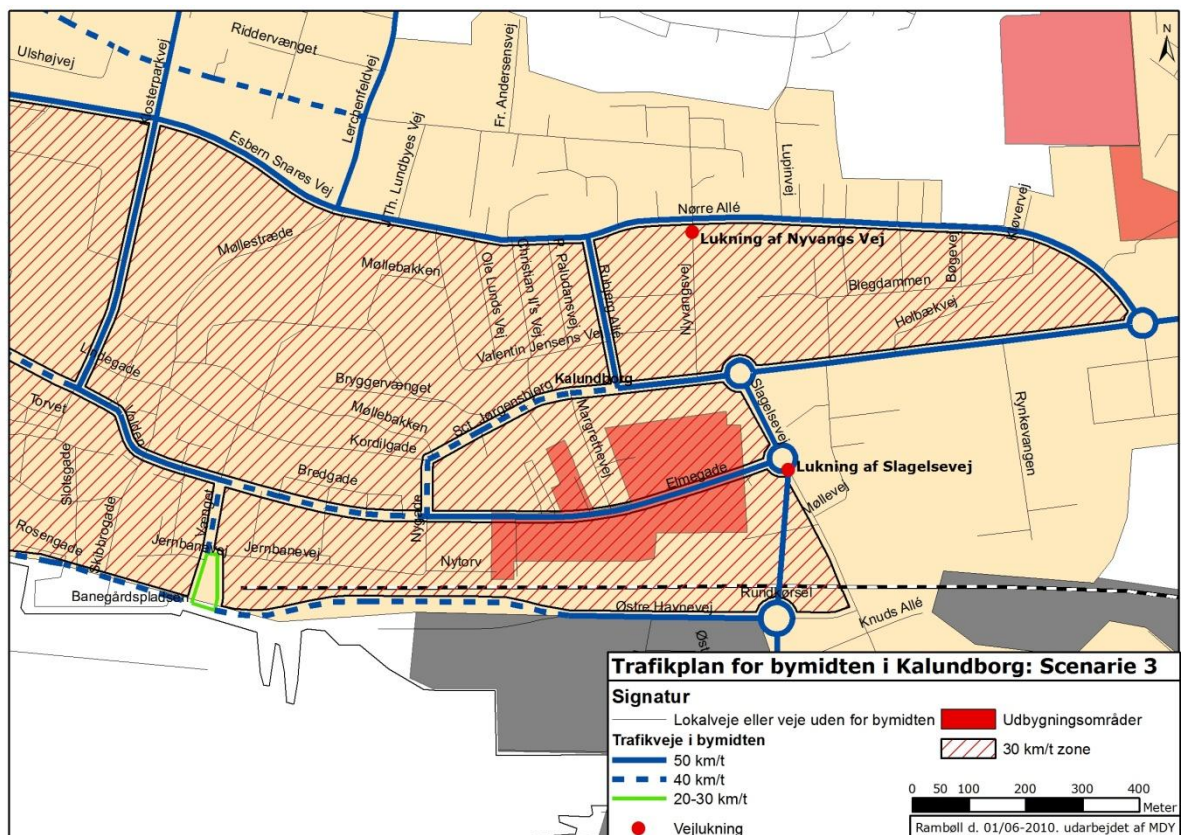 N
Riddervænget
Ulshøjvej
Klosterparkvej
Lerchenfeldvej
Fr. Andersensvej
Esbern Snares Vej
Th. Lundbyes Vej
Lupinvej
Nørre Allé
Kløvervej
Lukning af Nyvangs Vej
Møllestræde
Møllebakken
Ole Lunds Vej
Christian II's Vej
P. Paludansvej
Rubjerg Allé
Nyvangsvej
Blegdammen
Bøgevej
Holbækvej
Valentin Jensens Vej
Lindegade
Bryggervænget
Kalundborg
Sct. Jørgensbjerg
Slagelsevej
Torvet
Volden
Møllebakken
Margrethevej
Rynkevangen
Kordilgade
Slotsgade
Bredgade
Elmegade
Lukning af Slagelsevej
Møllevej
Vænget
Nygade
Rosengade
Skibbrogade
Jernbanevej
Jernbanevej
Nytorv
Banegårdspladsen
Rundkørsel
Østre Havnevej
Knuds Allé
Øst
Trafikplan for bymidten i Kalundborg: Scenarie 3
Signatur
Lokalveje eller veje uden for bymidten
Udbygningsområder
Trafikveje i bymidten
50 km/t
30 km/t zone
40 km/t
20-30 km/t
0 50 100 200 300 400
Meter
Vejlukning
Rambøll d. 01/06-2010. udarbejdet af MDY